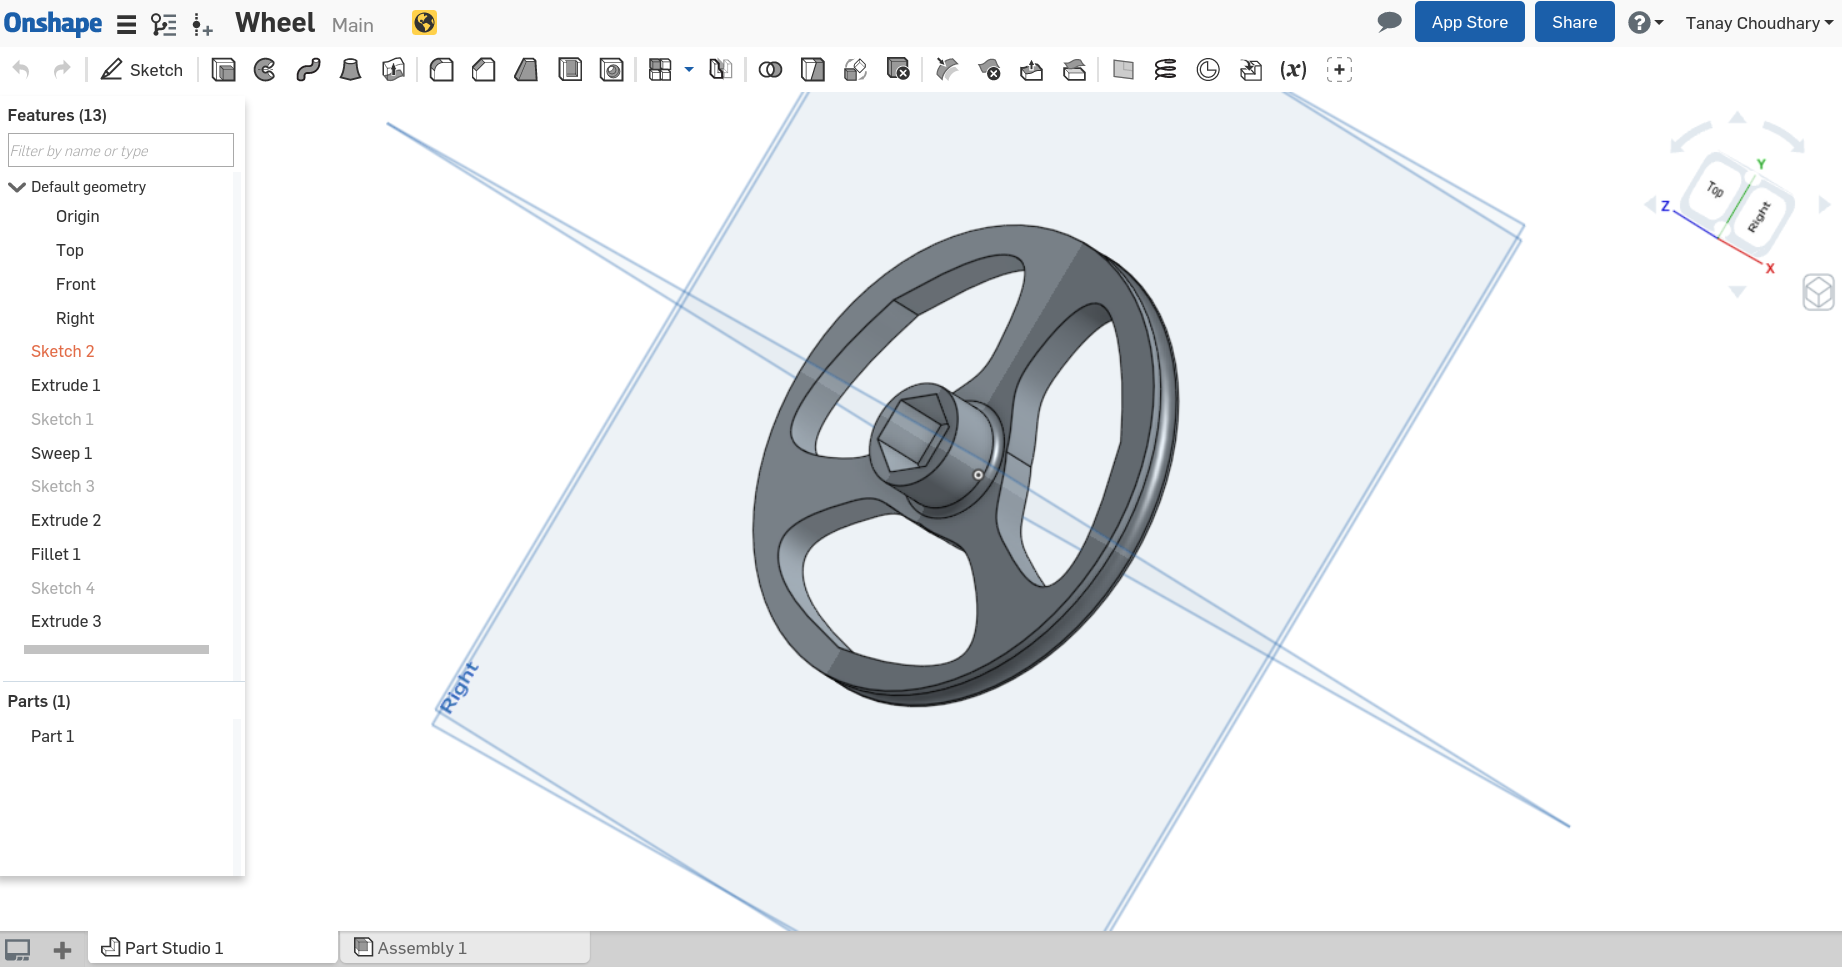 Onshape Wheel Main App Store Share Tanay Choudhary
Sketch (x)
Features (13)
Filter by name or type
Default geometry
Origin
Top
Front
Right
Sketch 2
Extrude 1
Sketch 1
Sweep 1
Sketch 3
Extrude 2
Fillet 1
Sketch 4
Extrude 3
Parts (1)
Part 1
Right
Y
Top
Z
Right
X
Part Studio 1 Assembly 1